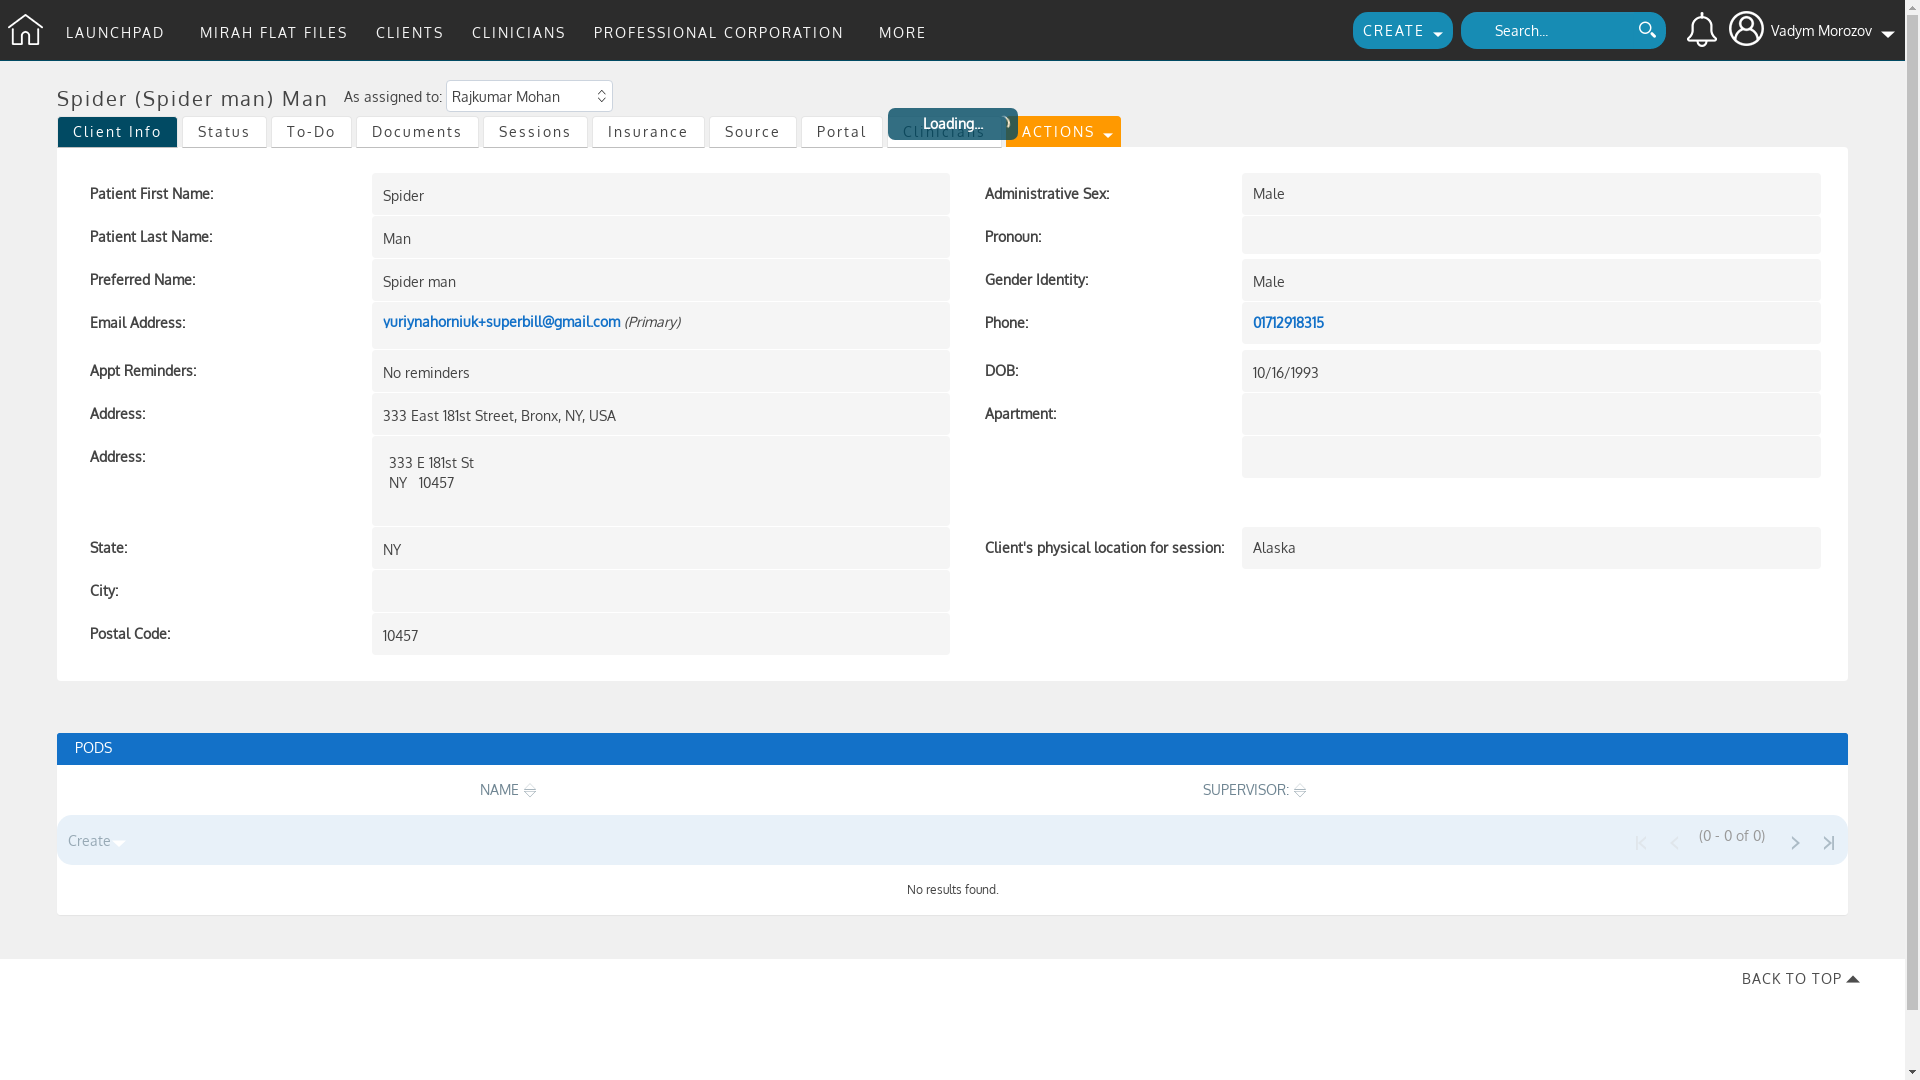 LAUNCHPAD MIRAH FLAT FILES CLIENTS CLINICIANS PROFESSIONAL CORPORATION MORE CREATE Search... Vadym Morozov
Spider (Spider man) Man As assigned to: Rajkumar Mohan
Loading...
Client Info Status To-Do Documents Sessions Insurance Source Portal Clinicians ACTIONS
Patient First Name: Spider Administrative Sex: Male
Patient Last Name: Man Pronoun:
Preferred Name: Spider man Gender Identity: Male
Email Address: yuriynahorniuk+superbill@gmail.com (Primary) Phone: 01712918315
Appt Reminders: No reminders DOB: 10/16/1993
Address: 333 East 181st Street, Bronx, NY, USA Apartment:
Address: 333 E 181st St
NY 10457
State: NY Client's physical location for session: Alaska
City:
Postal Code: 10457
PODS
NAME SUPERVISOR:
Create (0 - 0 of 0)
No results found.
BACK TO TOP